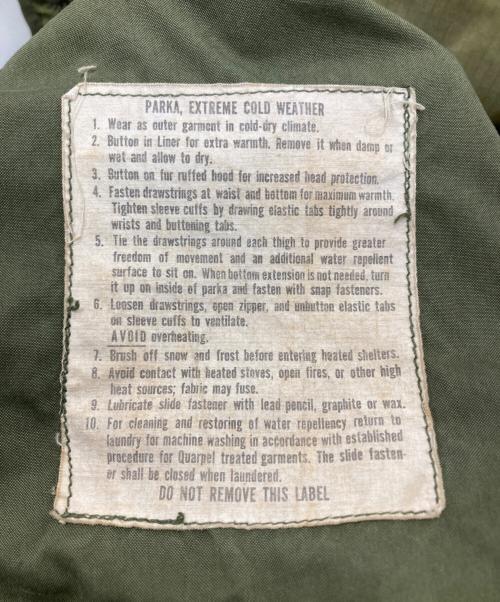 PARKA, EXTREME COLD WEATHER
1. Wear as outer garment in cold-dry climate.
2. Button in Liner for extra warmth. Remove it when damp or
wet and allow to dry.
3. Button on fur ruffed hood for increased head protection.
4. Fasten drawstrings at waist and bottom for maximum warmth.
Tighten sleeve cuffs by drawing elastic tabs tightly around
wrists and buttoning tabs.
5. Tie the drawstrings around each thigh to provide greater
freedom of movement and an additional water repellent
surface to sit on. When bottom extension is not needed, turn
it up on inside of parka and fasten with snap fasteners.
6. Loosen drawstrings, open zipper, and unbutton elastic tabs
on sleeve cuffs to ventilate.
AVOID overheating.
7. Brush off snow and frost before entering heated shelters.
8. Avoid contact with heated stoves, open fires, or other high
heat sources; fabric may fuse.
9. Lubricate slide fastener with lead pencil, graphite or wax.
10. For cleaning and restoring of water repellency return to
laundry for machine washing in accordance with established
procedure for Quarpel treated garments. The slide fasten-
er shall be closed when laundered.
DO NOT REMOVE THIS LABEL